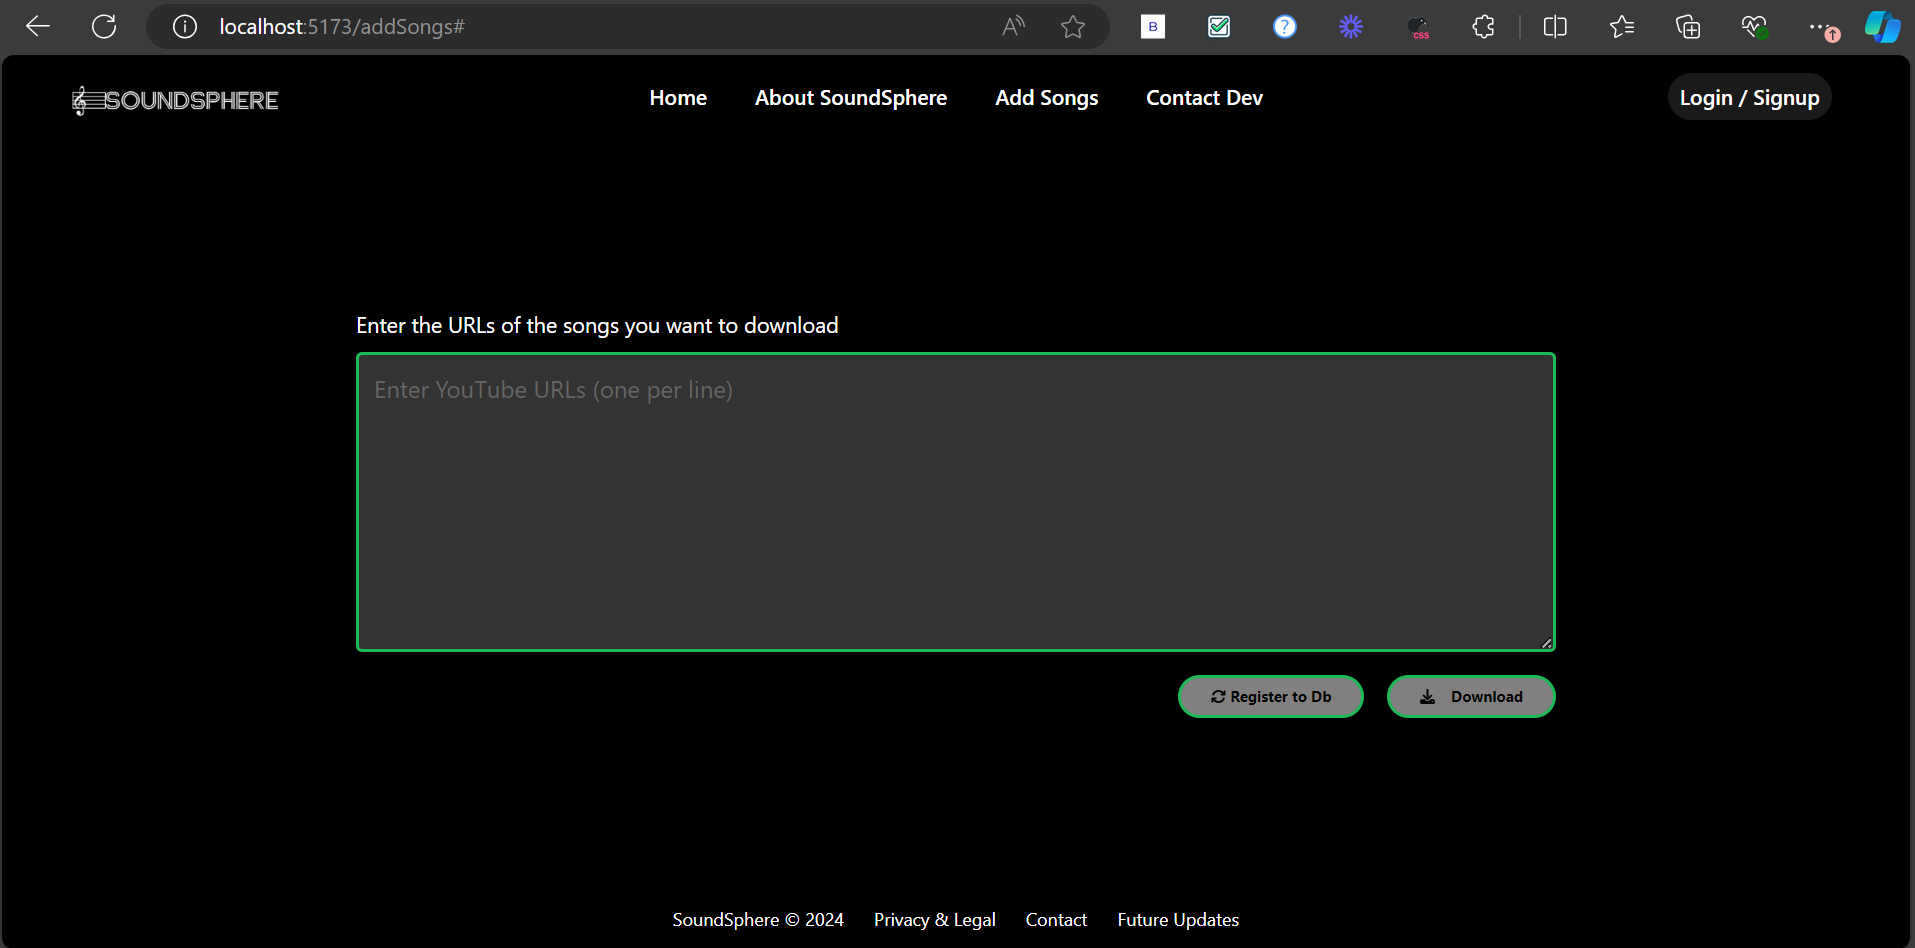 localhost:5173/addSongs#
B
?
css
SOUNDSPHERE
Home
About SoundSphere
Add Songs
Contact Dev
Login / Signup
Enter the URLs of the songs you want to download
Enter YouTube URLs (one per line)
Register to Db
Download
SoundSphere © 2024
Privacy & Legal
Contact
Future Updates